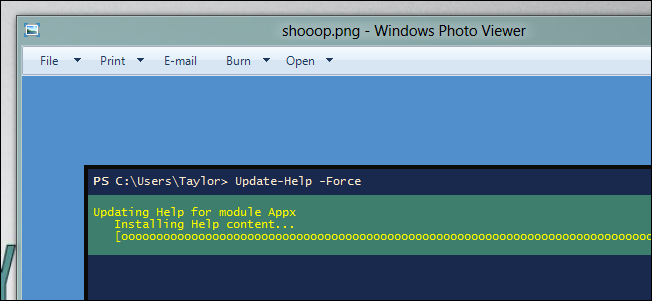 shooop.png - Windows Photo Viewer
File Print E-mail Burn Open
PS C:\Users\Taylor> Update-Help -Force
Updating Help for module Appx
Installing Help content...
[oooooooooooooooooooooooooooooooooooooooooooooooooooooooooooooooooooooooooooo